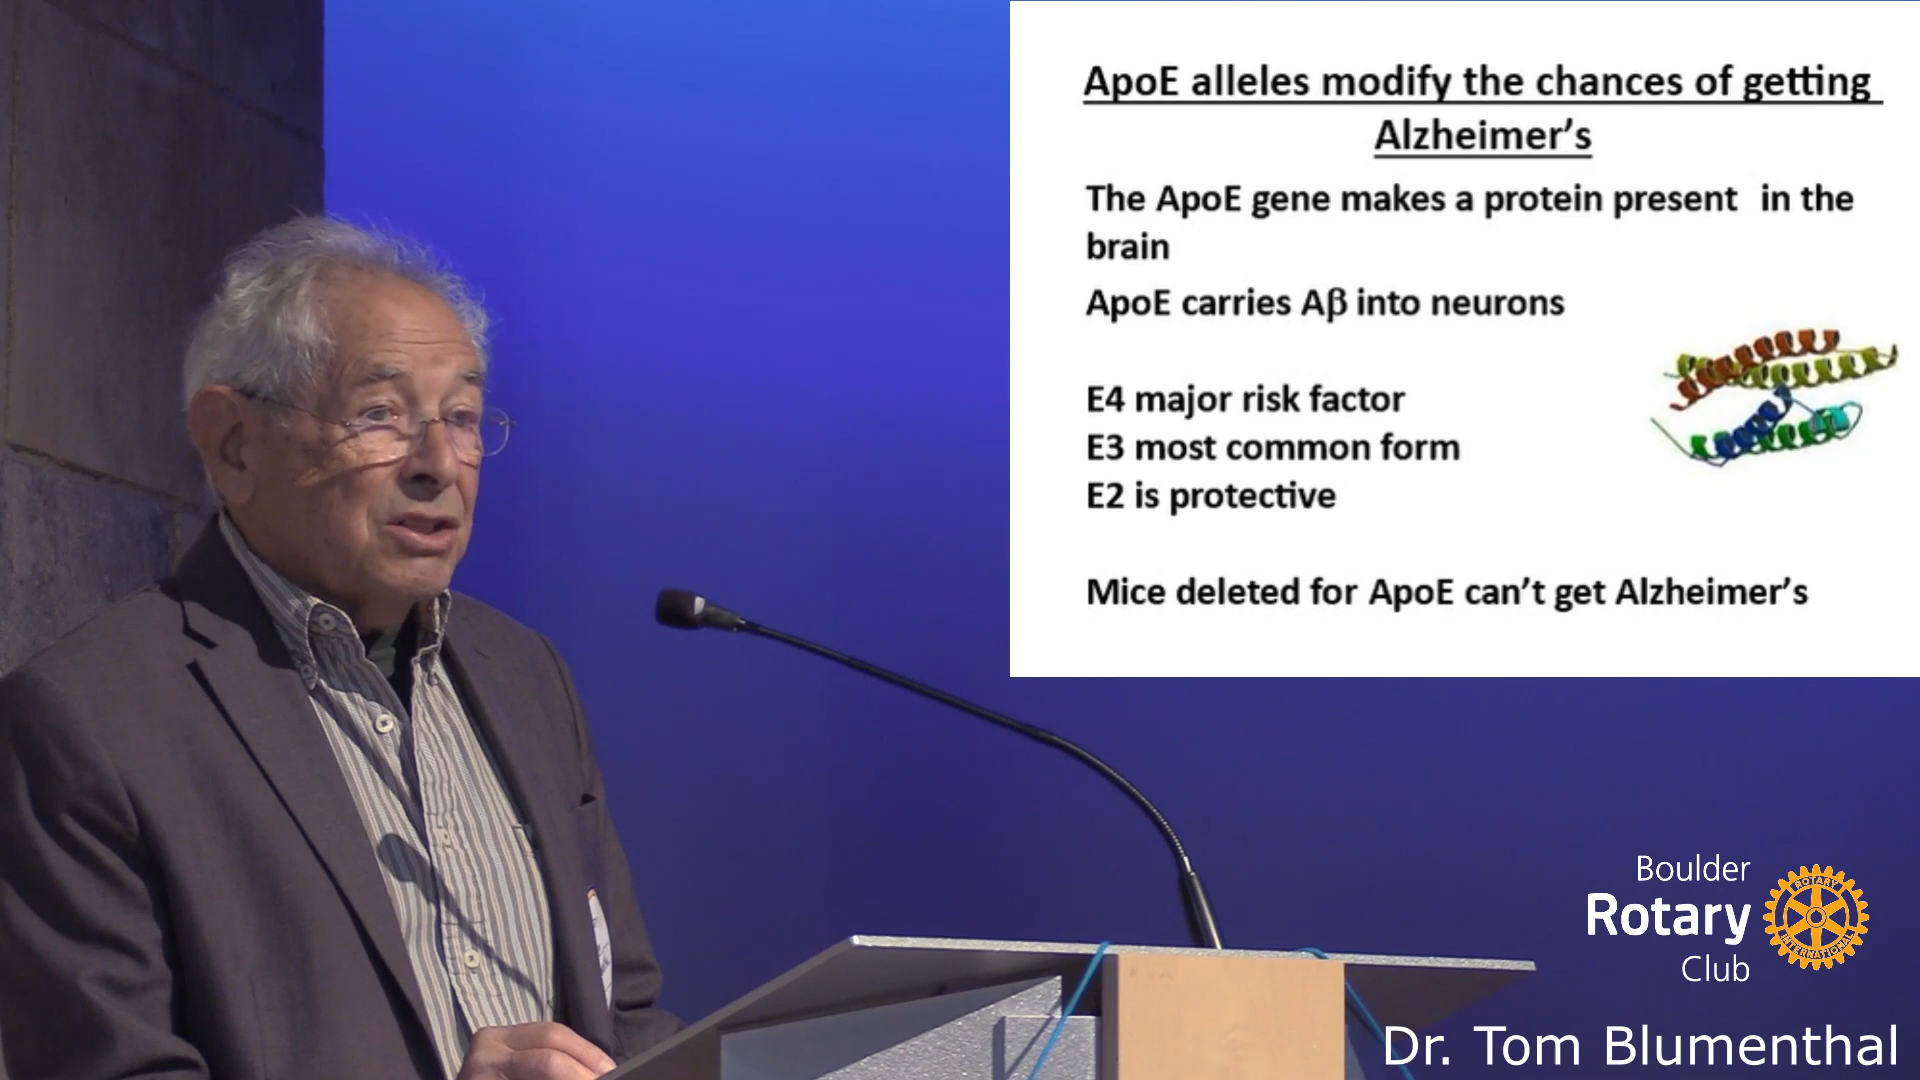 ApoE alleles modify the chances of getting
Alzheimer’s
The ApoE gene makes a protein present in the
brain
ApoE carries Aβ into neurons
E4 major risk factor
E3 most common form
E2 is protective
Mice deleted for ApoE can’t get Alzheimer’s
Boulder
Rotary
Club
ROTARY
INTERNATIONAL
Dr. Tom Blumenthal